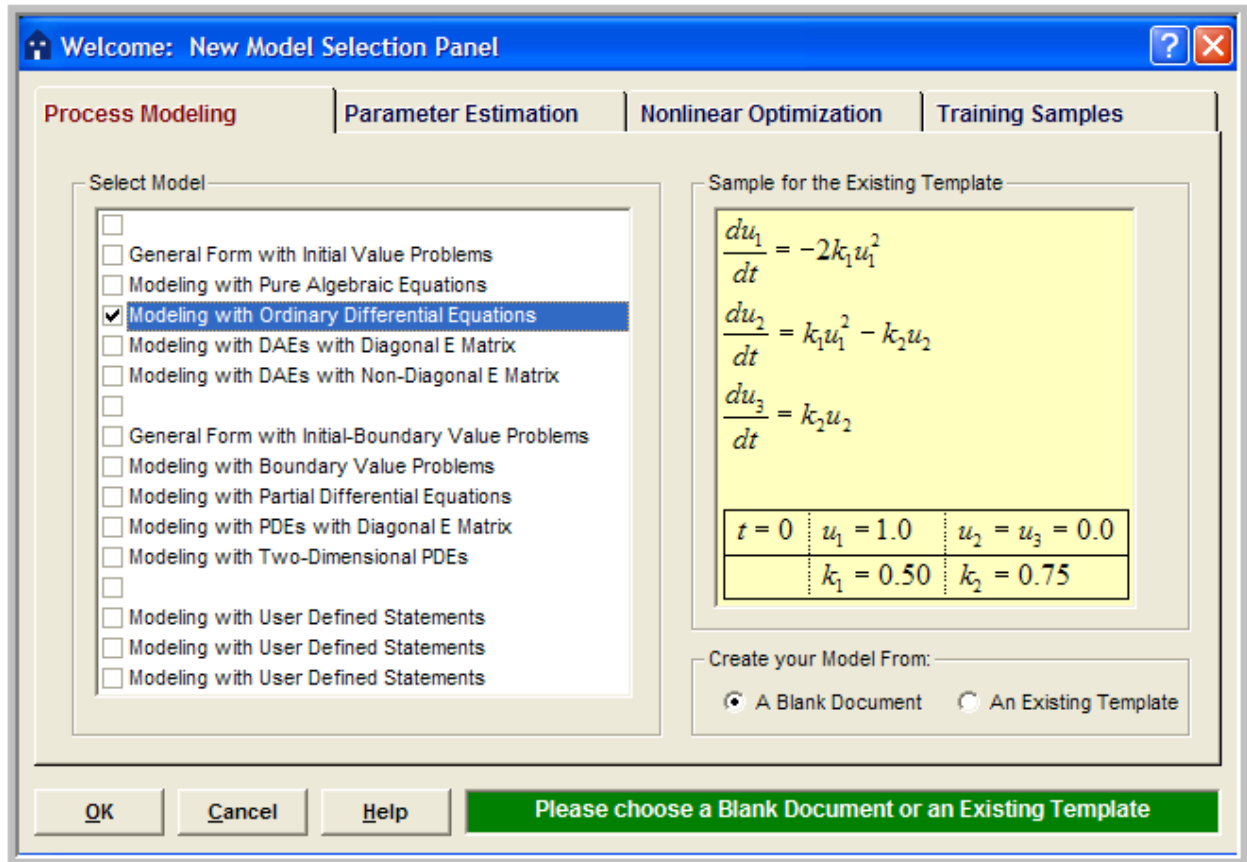 Welcome: New Model Selection Panel
Process Modeling
Parameter Estimation
Nonlinear Optimization
Training Samples
Select Model
General Form with Initial Value Problems
Modeling with Pure Algebraic Equations
Modeling with Ordinary Differential Equations
Modeling with DAEs with Diagonal E Matrix
Modeling with DAEs with Non-Diagonal E Matrix
General Form with Initial-Boundary Value Problems
Modeling with Boundary Value Problems
Modeling with Partial Differential Equations
Modeling with PDEs with Diagonal E Matrix
Modeling with Two-Dimensional PDEs
Modeling with User Defined Statements
Modeling with User Defined Statements
Modeling with User Defined Statements
Sample for the Existing Template
du₁/dt = −2k₁u₁²
du₂/dt = k₁u₁² − k₂u₂
du₃/dt = k₂u₂
t = 0 u₁ = 1.0 u₂ = u₃ = 0.0
k₁ = 0.50 k₂ = 0.75
Create your Model From:
A Blank Document An Existing Template
OK Cancel Help Please choose a Blank Document or an Existing Template